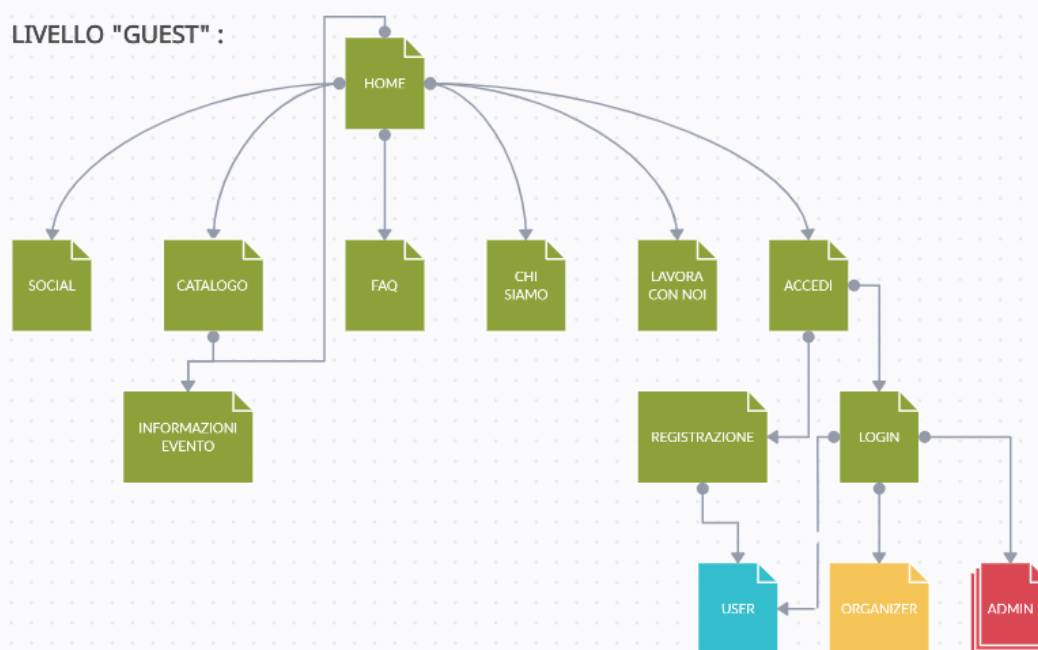 LIVELLO "GUEST" :
HOME
SOCIAL
CATALOGO
FAQ
CHI
SIAMO
LAVORA
CON NOI
ACCEDI
INFORMAZIONI
EVENTO
REGISTRAZIONE
LOGIN
USER
ORGANIZER
ADMIN